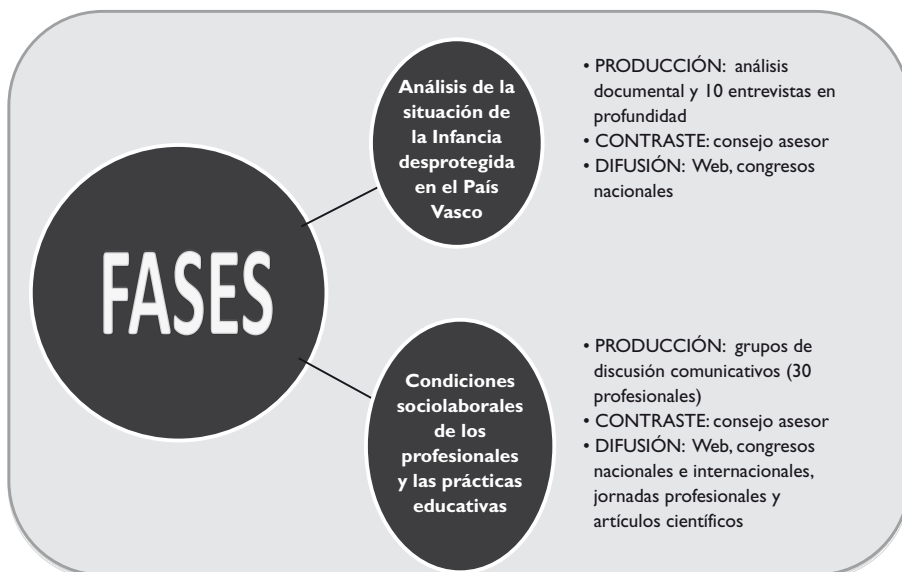 FASES
Análisis de la
situación de
la Infancia
desprotegida
en el País
Vasco
• PRODUCCIÓN: análisis
documental y 10 entrevistas en
profundidad
• CONTRASTE: consejo asesor
• DIFUSIÓN: Web, congresos
nacionales
Condiciones
sociolaborales
de los
profesionales
y las prácticas
educativas
• PRODUCCIÓN: grupos de
discusión comunicativos (30
profesionales)
• CONTRASTE: consejo asesor
• DIFUSIÓN: Web, congresos
nacionales e internacionales,
jornadas profesionales y
artículos científicos